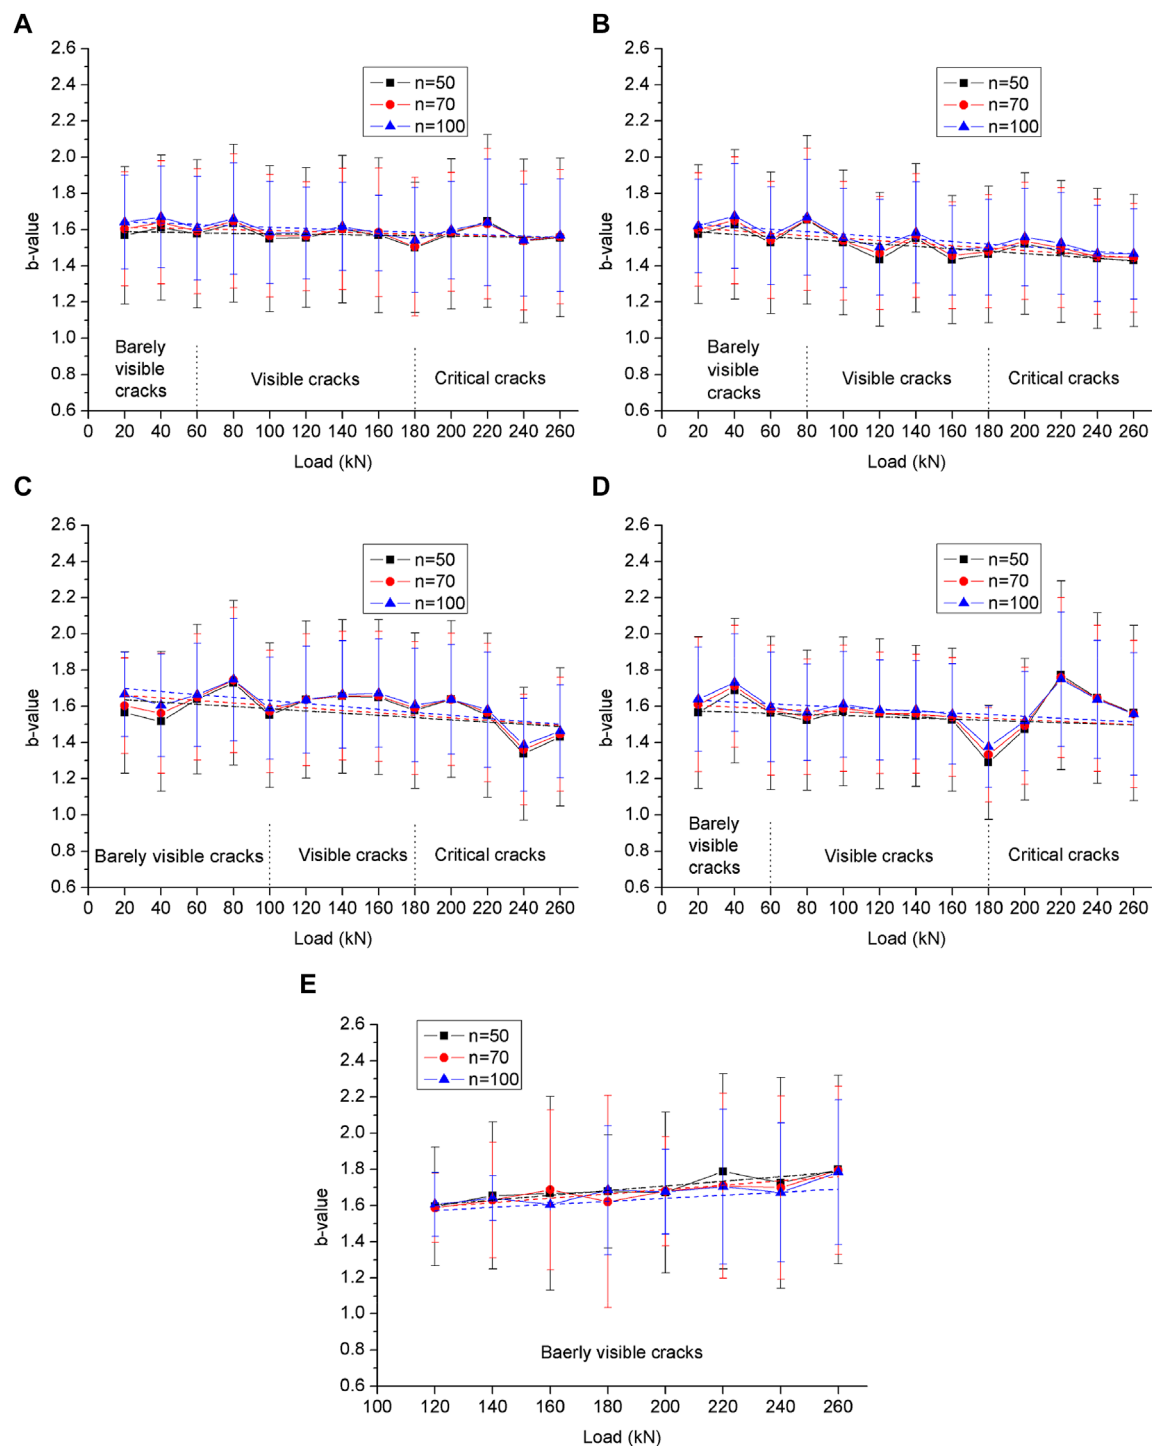 A
2.6
2.4
2.2
2.0
1.8
1.6
1.4
1.2
1.0
0.8
0.6
b-value
n=50
n=70
n=100
Barely
visible
cracks
Visible cracks
Critical cracks
0 20 40 60 80 100 120 140 160 180 200 220 240 260
Load (kN)
B
2.6
2.4
2.2
2.0
1.8
1.6
1.4
1.2
1.0
0.8
0.6
b-value
n=50
n=70
n=100
Barely
visible
cracks
Visible cracks
Critical cracks
0 20 40 60 80 100 120 140 160 180 200 220 240 260
Load (kN)
C
2.6
2.4
2.2
2.0
1.8
1.6
1.4
1.2
1.0
0.8
0.6
b-value
n=50
n=70
n=100
Barely visible cracks
Visible cracks
Critical cracks
0 20 40 60 80 100 120 140 160 180 200 220 240 260
Load (kN)
D
2.6
2.4
2.2
2.0
1.8
1.6
1.4
1.2
1.0
0.8
0.6
b-value
n=50
n=70
n=100
Barely
visible
cracks
Visible cracks
Critical cracks
0 20 40 60 80 100 120 140 160 180 200 220 240 260
Load (kN)
E
2.6
2.4
2.2
2.0
1.8
1.6
1.4
1.2
1.0
0.8
0.6
b-value
n=50
n=70
n=100
Baerly visible cracks
100 120 140 160 180 200 220 240 260
Load (kN)